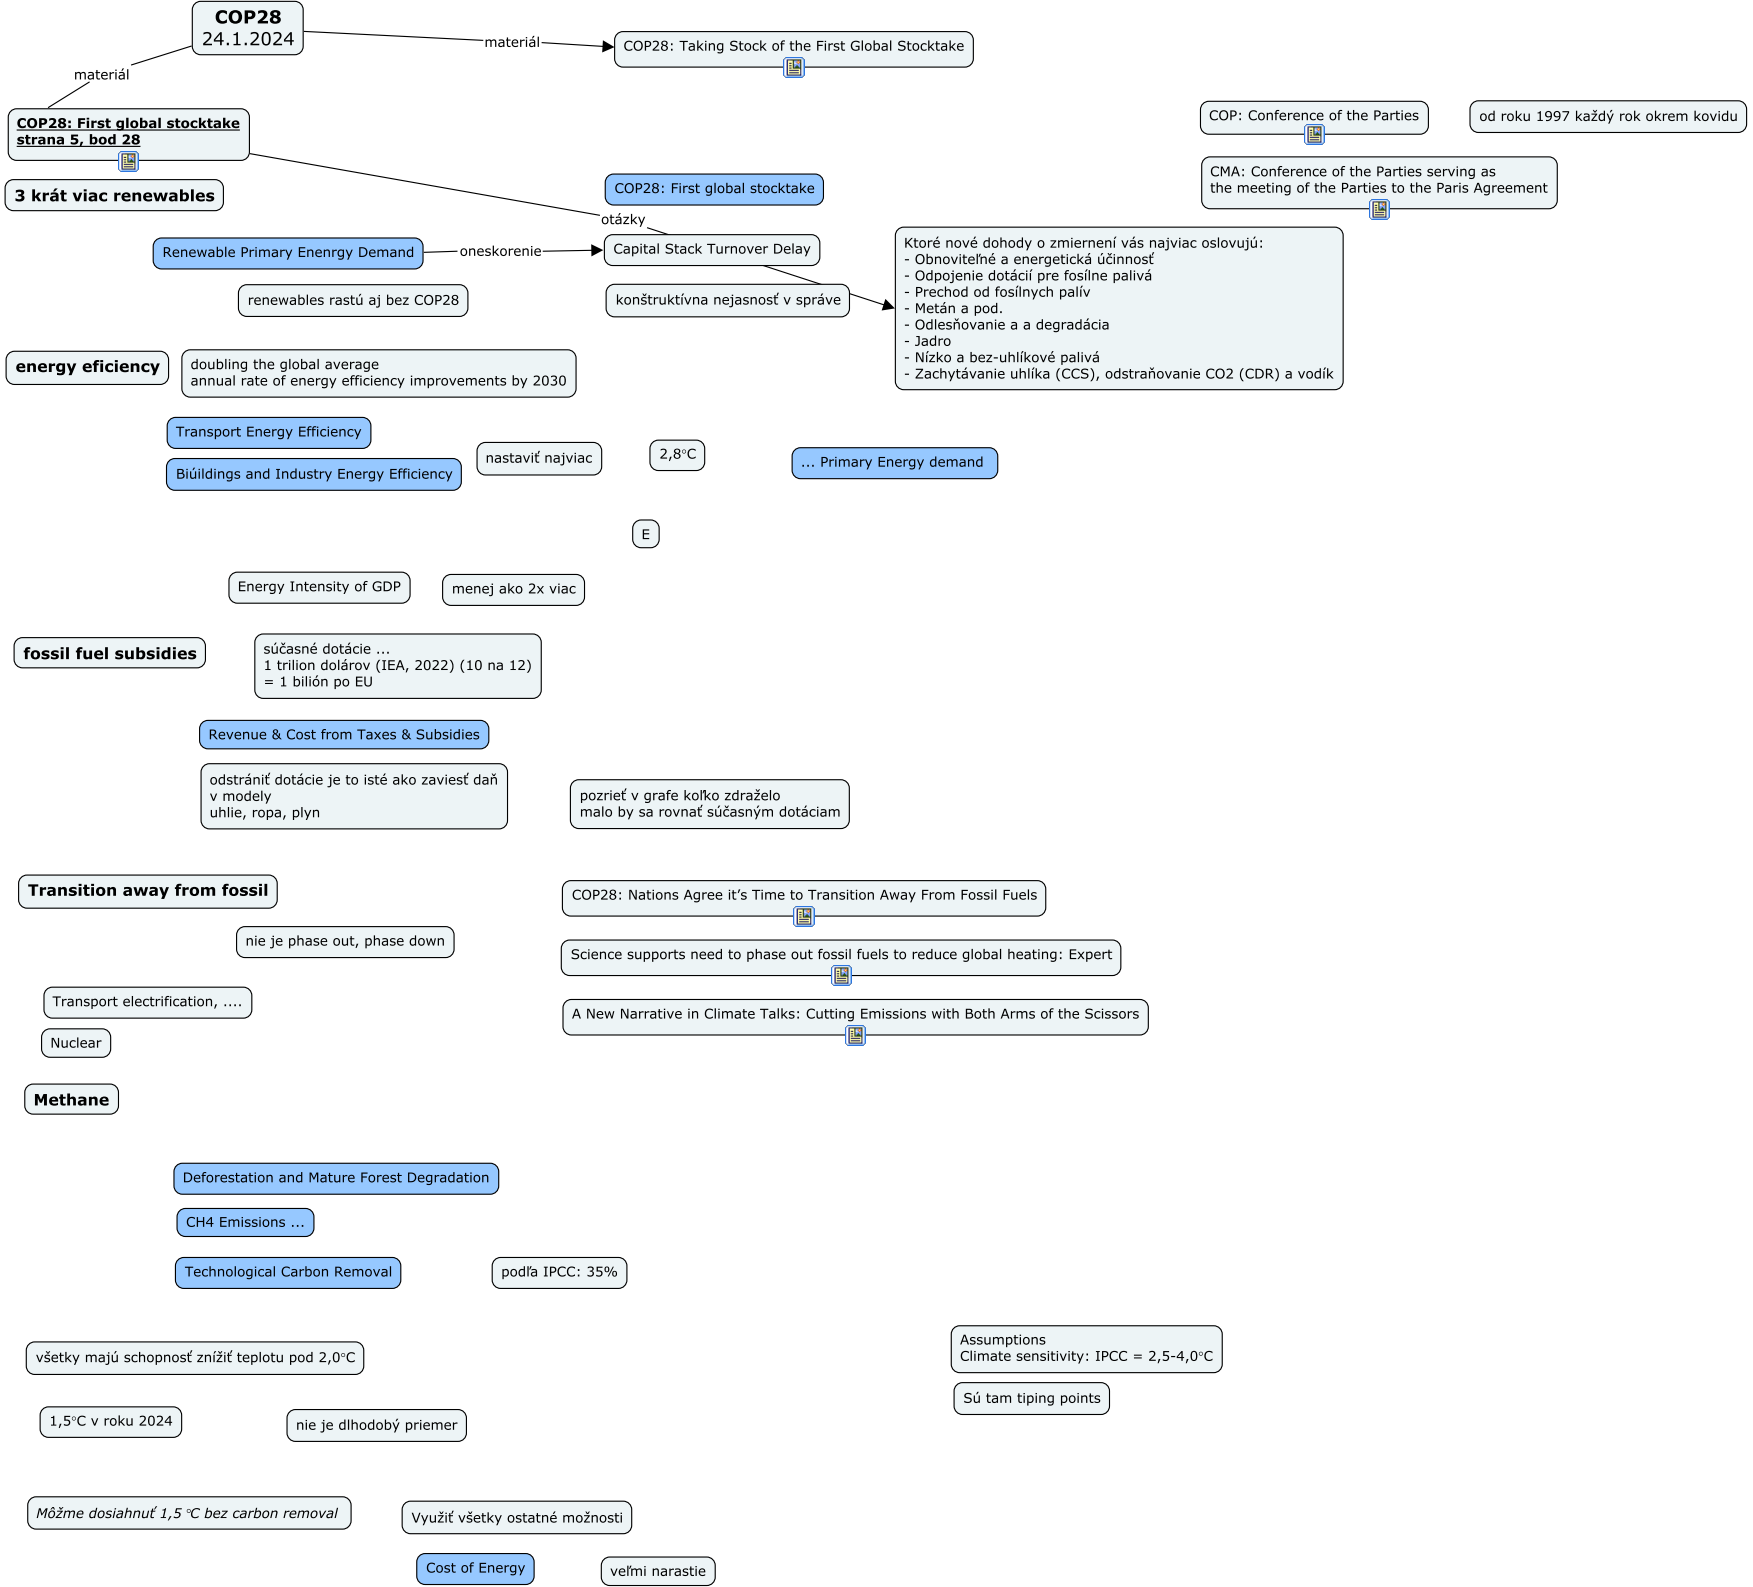 COP28
24.1.2024
materiál
COP28: Taking Stock of the First Global Stocktake
materiál
COP28: First global stocktake
strana 5, bod 28
COP: Conference of the Parties
od roku 1997 každý rok okrem kovidu
CMA: Conference of the Parties serving as
the meeting of the Parties to the Paris Agreement
3 krát viac renewables
COP28: First global stocktake
otázky
Renewable Primary Enenrgy Demand
oneskorenie
Capital Stack Turnover Delay
Ktoré nové dohody o zmiernení vás najviac oslovujú:
- Obnoviteľné a energetická účinnosť
- Odpojenie dotácií pre fosílne palivá
- Prechod od fosílnych palív
- Metán a pod.
- Odlesňovanie a a degradácia
- Jadro
- Nízko a bez-uhlíkové palivá
- Zachytávanie uhlíka (CCS), odstraňovanie CO2 (CDR) a vodík
renewables rastú aj bez COP28
konštruktívna nejasnosť v správe
energy eficiency
doubling the global average
annual rate of energy efficiency improvements by 2030
Transport Energy Efficiency
Biúildings and Industry Energy Efficiency
nastaviť najviac
2,8°C
... Primary Energy demand
E
Energy Intensity of GDP
menej ako 2x viac
fossil fuel subsidies
súčasné dotácie ...
1 trilion dolárov (IEA, 2022) (10 na 12)
= 1 bilión po EU
Revenue & Cost from Taxes & Subsidies
odstrániť dotácie je to isté ako zaviesť daň
v modely
uhlie, ropa, plyn
pozrieť v grafe koľko zdraželo
malo by sa rovnať súčasným dotáciam
Transition away from fossil
COP28: Nations Agree it’s Time to Transition Away From Fossil Fuels
nie je phase out, phase down
Science supports need to phase out fossil fuels to reduce global heating: Expert
Transport electrification, ....
A New Narrative in Climate Talks: Cutting Emissions with Both Arms of the Scissors
Nuclear
Methane
Deforestation and Mature Forest Degradation
CH4 Emissions ...
Technological Carbon Removal
podľa IPCC: 35%
všetky majú schopnosť znížiť teplotu pod 2,0°C
Assumptions
Climate sensitivity: IPCC = 2,5-4,0°C
Sú tam tiping points
1,5°C v roku 2024
nie je dlhodobý priemer
Môžme dosiahnuť 1,5 °C bez carbon removal
Využiť všetky ostatné možnosti
Cost of Energy
veľmi narastie